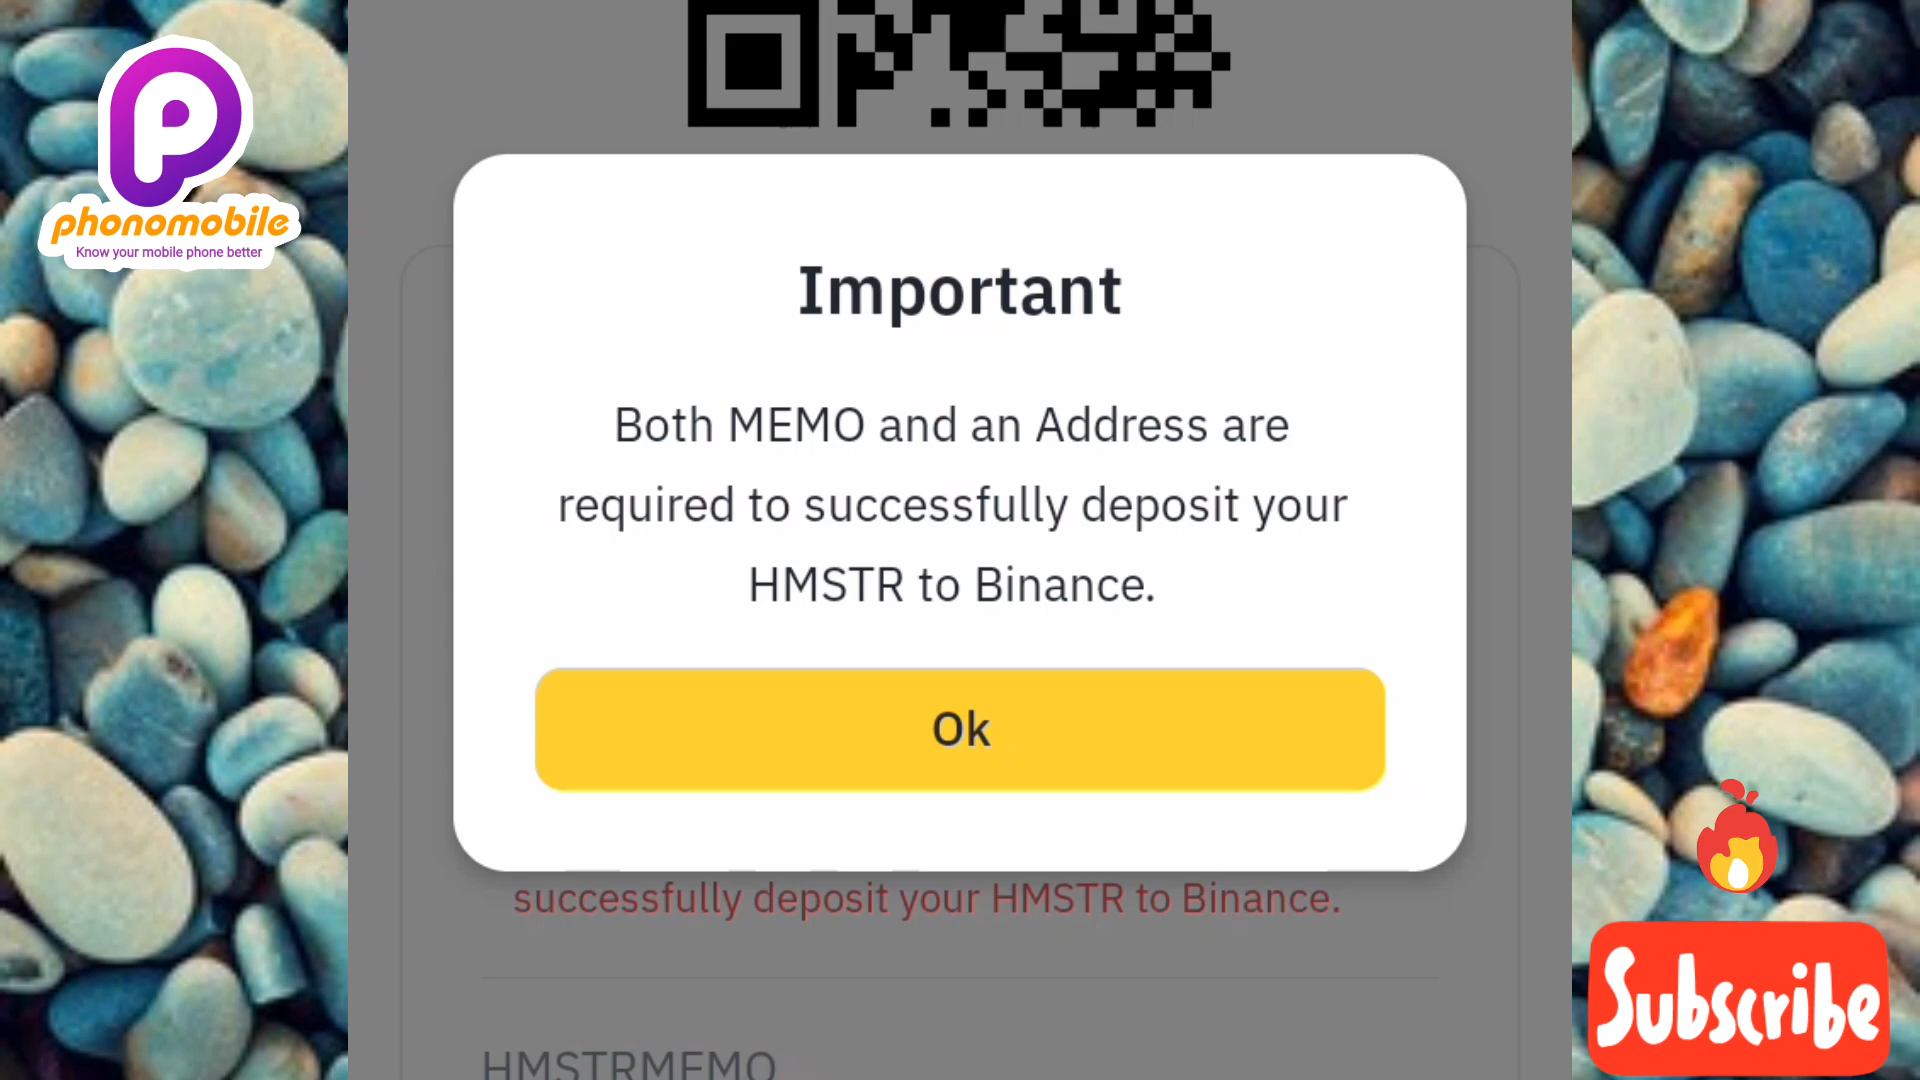 phonomobile
Know your mobile phone better
Important
Both MEMO and an Address are
required to successfully deposit your
HMSTR to Binance.
Ok
successfully deposit your HMSTR to Binance.
HMSTRMEMO
Subscribe